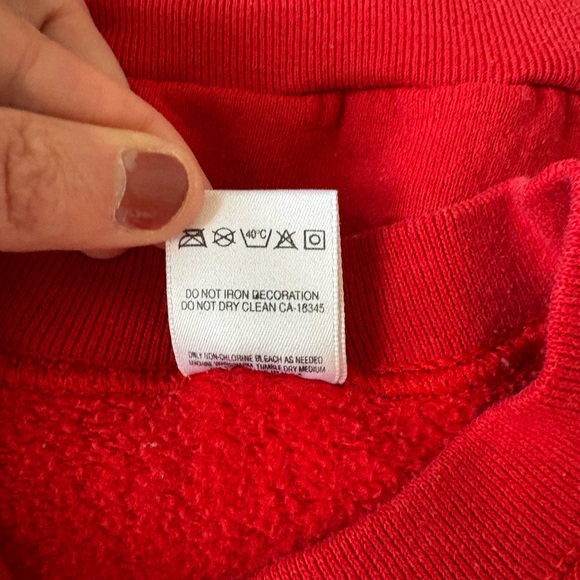 40°C
DO NOT IRON DECORATION
DO NOT DRY CLEAN CA-16345
ONLY NON-CHLORINE BLEACH AS NEEDED
TUMBLE DRY MEDIUM